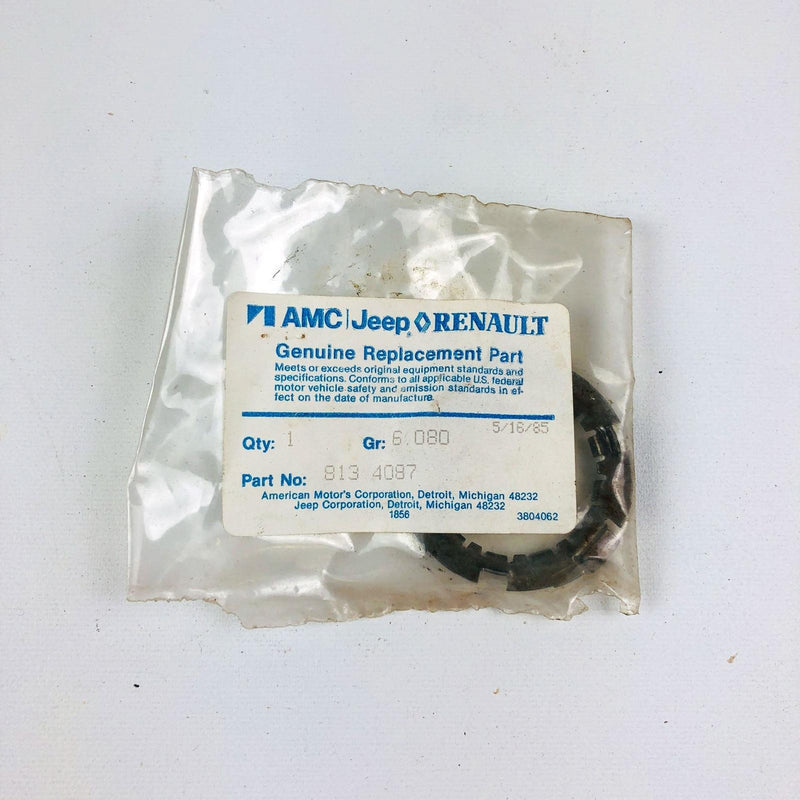 AMC Jeep RENAULT
Genuine Replacement Part
Meets or exceeds original equipment standards and
specifications. Conforms to all applicable U.S. federal
motor vehicle safety and emission standards in ef-
fect on the date of manufacture.
5/16/85
Qty: 1 Gr: 6.080
Part No: 813 4087
American Motor's Corporation, Detroit, Michigan 48232
Jeep Corporation, Detroit, Michigan 48232
1856 3804062